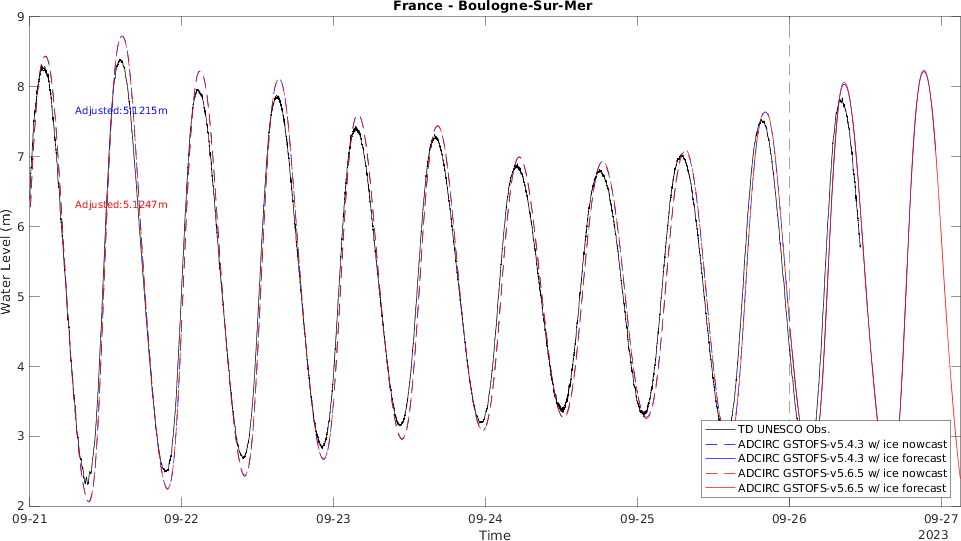 France - Boulogne-Sur-Mer
9
8
7
6
5
4
3
2
Water Level (m)
Adjusted:5.1215m
Adjusted:5.1247m
TD UNESCO Obs.
ADCIRC GSTOFS-v5.4.3 w/ ice nowcast
ADCIRC GSTOFS-v5.4.3 w/ ice forecast
ADCIRC GSTOFS-v5.6.5 w/ ice nowcast
ADCIRC GSTOFS-v5.6.5 w/ ice forecast
09-21 09-22 09-23 09-24 09-25 09-26 09-27
Time
2023